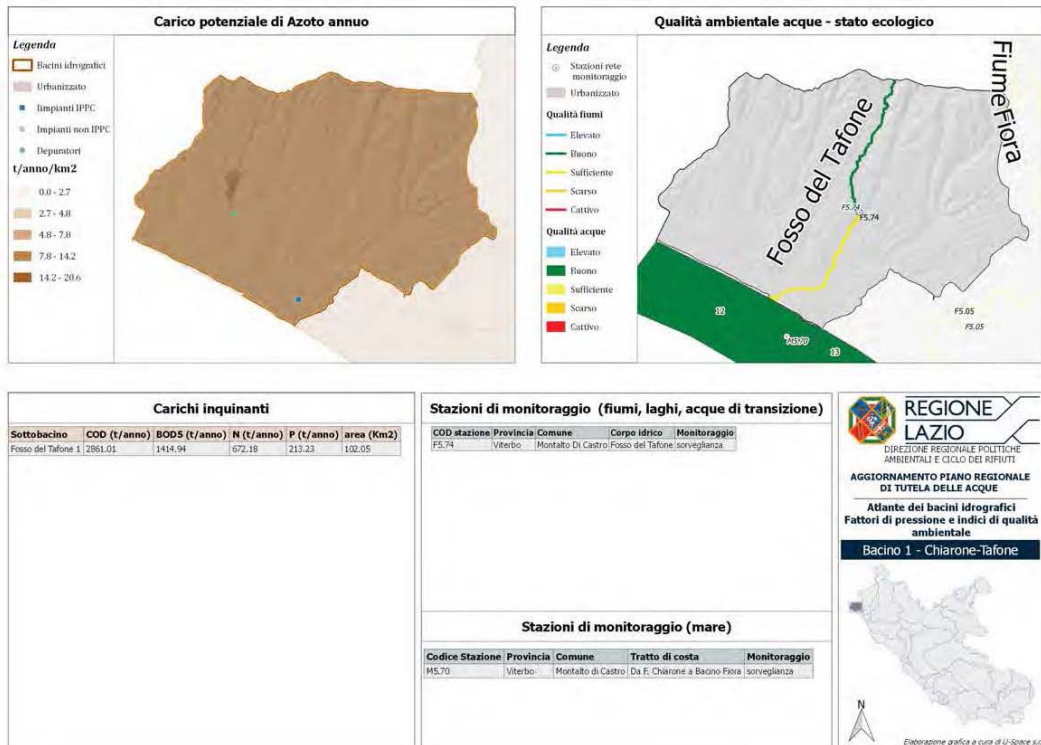 Carico potenziale di Azoto annuo
Legenda
Bacini idrografici
Urbanizzato
Iimpianti IPPC
Impianti non IPPC
Depuratori
t/anno/km2
0.0 - 2.7
2.7 - 4.8
4.8 - 7.8
7.8 - 14.2
14.2 - 20.6
Qualità ambientale acque - stato ecologico
Legenda
Stazioni rete
monitoraggio
Urbanizzato
Qualità fiumi
Elevato
Buono
Sufficiente
Scarso
Cattivo
Qualità acque
Elevato
Buono
Sufficiente
Scarso
Cattivo
Fosso del Tafone
Fiume Fiora
F5.74
F5.74
12
M5.70
13
F5.05
F5.05
Carichi inquinanti
Sottobacino COD (t/anno) BOD5 (t/anno) N (t/anno) P (t/anno) area (Km2)
Fosso del Tafone 1 2861.01 1414.94 672.18 213.23 102.05
Stazioni di monitoraggio (fiumi, laghi, acque di transizione)
COD stazione Provincia Comune Corpo idrico Monitoraggio
F5.74 Viterbo Montalto Di Castro Fosso del Tafone sorveglianza
Stazioni di monitoraggio (mare)
Codice Stazione Provincia Comune Tratto di costa Monitoraggio
M5.70 Viterbo Montalto di Castro Da F. Chiarone a Bacino Fiora sorveglianza
REGIONE
LAZIO
DIREZIONE REGIONALE POLITICHE
AMBIENTALI E CICLO DEI RIFIUTI
AGGIORNAMENTO PIANO REGIONALE
DI TUTELA DELLE ACQUE
Atlante dei bacini idrografici
Fattori di pressione e indici di qualità
ambientale
Bacino 1 - Chiarone-Tafone
N
Elaborazione grafica a cura di U-Space s.r.l.